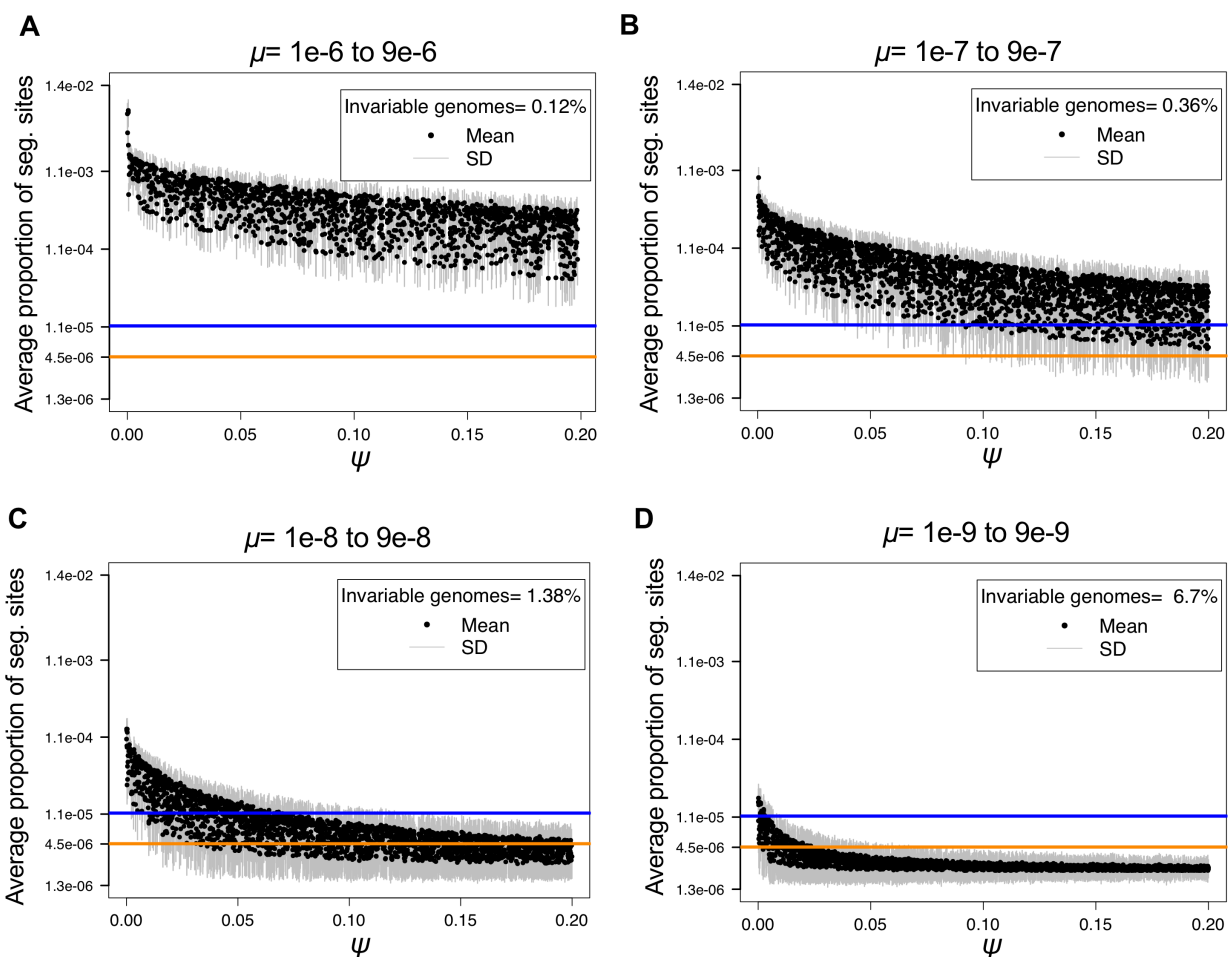 A
μ= 1e-6 to 9e-6
Average proportion of seg. sites
1.4e-02
1.1e-03
1.1e-04
1.1e-05
4.5e-06
1.3e-06
Invariable genomes= 0.12%
Mean
SD
0.00 0.05 0.10 0.15 0.20
ψ
B
μ= 1e-7 to 9e-7
Average proportion of seg. sites
1.4e-02
1.1e-03
1.1e-04
1.1e-05
4.5e-06
1.3e-06
Invariable genomes= 0.36%
Mean
SD
0.00 0.05 0.10 0.15 0.20
ψ
C
μ= 1e-8 to 9e-8
Average proportion of seg. sites
1.4e-02
1.1e-03
1.1e-04
1.1e-05
4.5e-06
1.3e-06
Invariable genomes= 1.38%
Mean
SD
0.00 0.05 0.10 0.15 0.20
ψ
D
μ= 1e-9 to 9e-9
Average proportion of seg. sites
1.4e-02
1.1e-03
1.1e-04
1.1e-05
4.5e-06
1.3e-06
Invariable genomes= 6.7%
Mean
SD
0.00 0.05 0.10 0.15 0.20
ψ